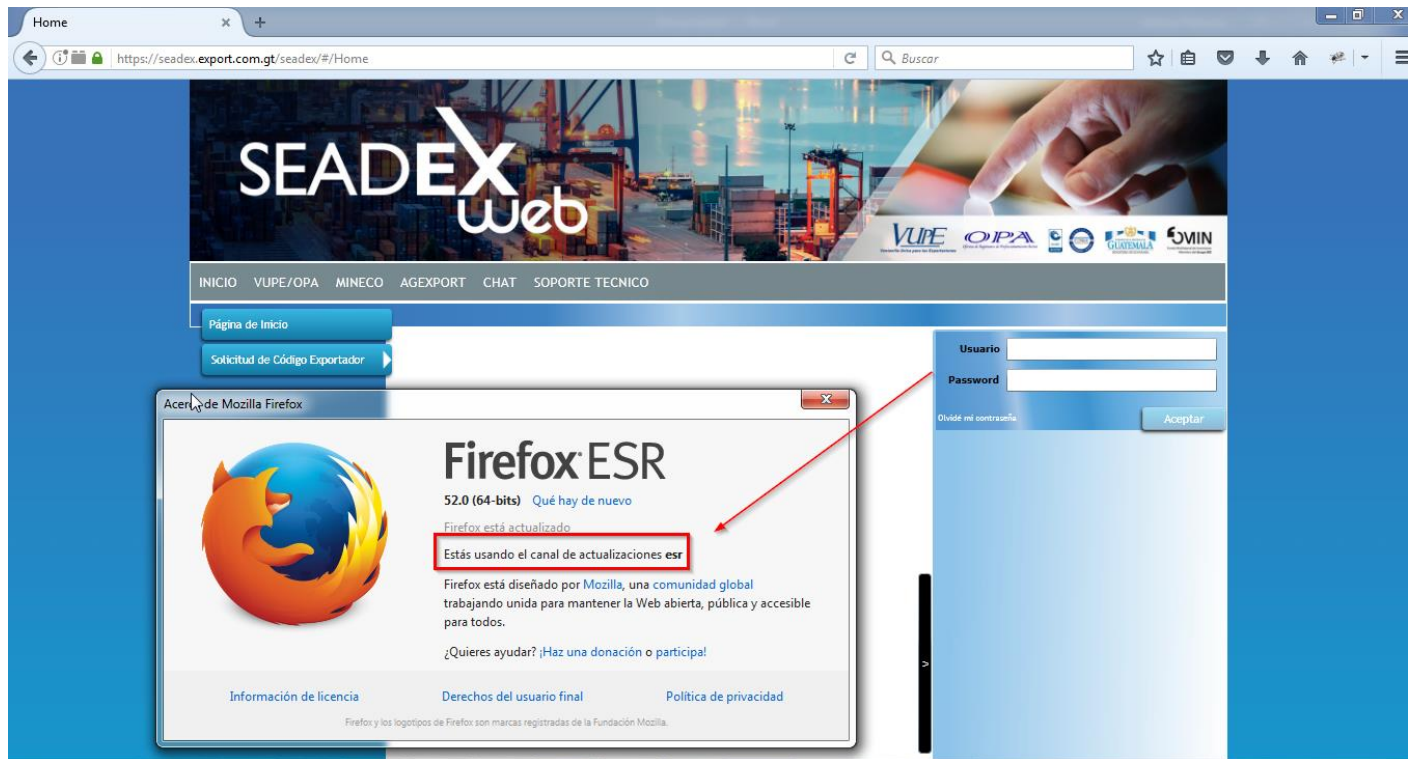 Home
https://seadex.export.com.gt/seadex/#/Home
Buscar
SEADEX
web
VUPE OPA GUATEMALA OMIN
INICIO VUPE/OPA MINECO AGEXPORT CHAT SOPORTE TECNICO
Página de Inicio
Solicitud de Código Exportador
Usuario
Password
Olvidé mi contraseña
Aceptar
Acerca de Mozilla Firefox
Firefox ESR
52.0 (64-bits) Qué hay de nuevo
Firefox está actualizado
Estás usando el canal de actualizaciones esr
Firefox está diseñado por Mozilla, una comunidad global
trabajando unida para mantener la Web abierta, pública y accesible
para todos.
¿Quieres ayudar? ¡Haz una donación o participa!
Información de licencia Derechos del usuario final Política de privacidad
Firefox y los logotipos de Firefox son marcas registradas de la Fundación Mozilla.